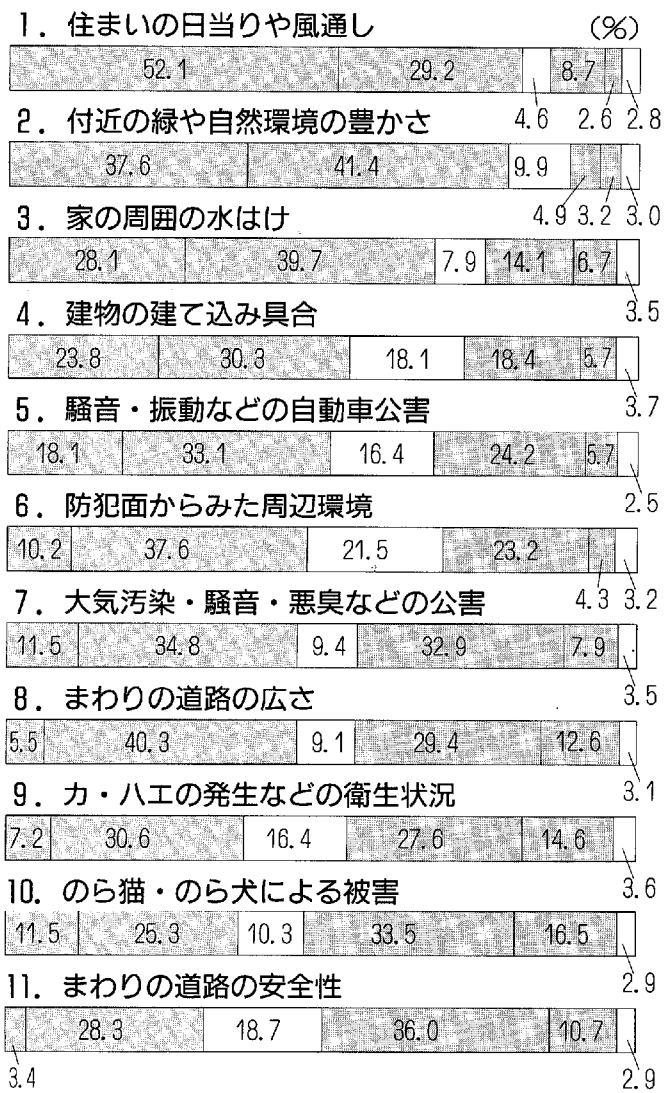 1. 住まいの日当りや風通し (%)
52.1 29.2 8.7
4.6 2.6 2.8
2. 付近の緑や自然環境の豊かさ
37.6 41.4 9.9
4.9 3.2 3.0
3. 家の周囲の水はけ
28.1 39.7 7.9 14.1 6.7
3.5
4. 建物の建て込み具合
23.8 30.3 18.1 18.4 5.7
3.7
5. 騒音・振動などの自動車公害
18.1 33.1 16.4 24.2 5.7
2.5
6. 防犯面からみた周辺環境
10.2 37.6 21.5 23.2
4.3 3.2
7. 大気汚染・騒音・悪臭などの公害
11.5 34.8 9.4 32.9 7.9
3.5
8. まわりの道路の広さ
5.5 40.3 9.1 29.4 12.6
3.1
9. カ・ハエの発生などの衛生状況
7.2 30.6 16.4 27.6 14.6
3.6
10. のら猫・のら犬による被害
11.5 25.3 10.3 33.5 16.5
2.9
11. まわりの道路の安全性
28.3 18.7 36.0 10.7
3.4 2.9